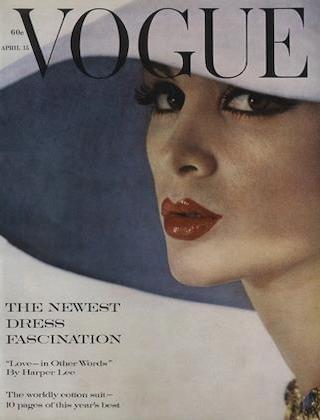 VOGUE
60c
APRIL 15
THE NEWEST
DRESS
FASCINATION
"Love—in Other Words"
By Harper Lee
The worldly cotton suit—
10 pages of this year's best